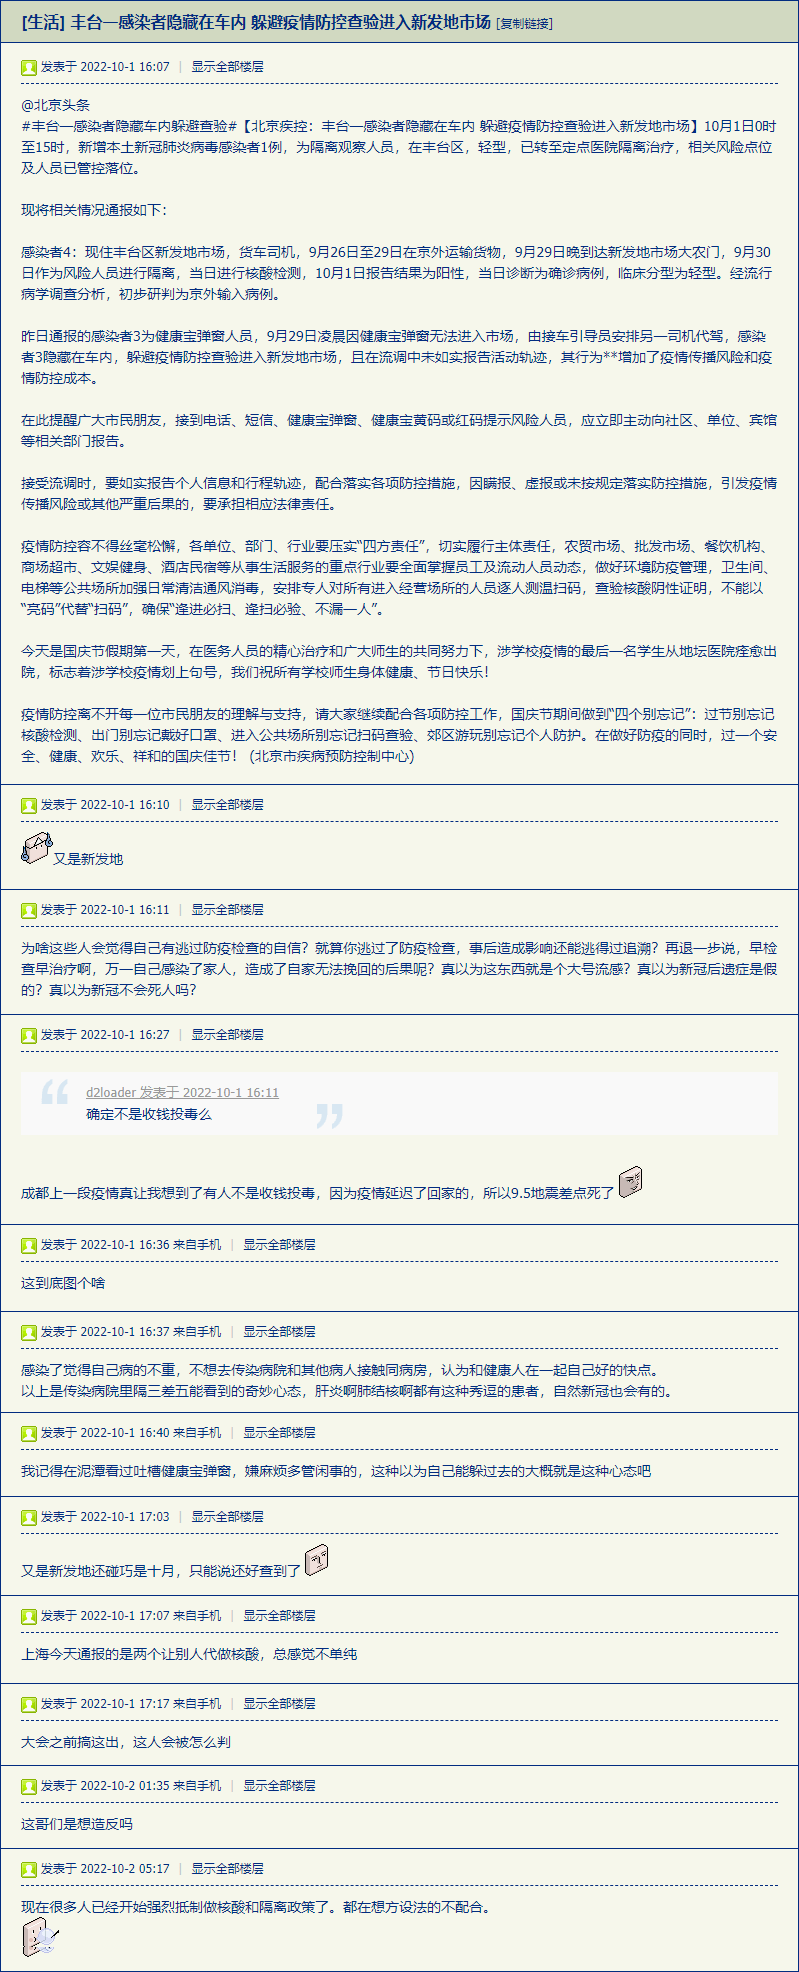 [生活] 丰台一感染者隐藏在车内 躲避疫情防控查验进入新发地市场 [复制链接]
发表于 2022-10-1 16:07 | 显示全部楼层
@北京头条
#丰台一感染者隐藏车内躲避查验#【北京疾控：丰台一感染者隐藏在车内 躲避疫情防控查验进入新发地市场】10月1日0时
至15时，新增本土新冠肺炎病毒感染者1例，为隔离观察人员，在丰台区，轻型，已转至定点医院隔离治疗，相关风险点位
及人员已管控落位。
现将相关情况通报如下：
感染者4：现住丰台区新发地市场，货车司机，9月26日至29日在京外运输货物，9月29日晚到达新发地市场大农门，9月30
日作为风险人员进行隔离，当日进行核酸检测，10月1日报告结果为阳性，当日诊断为确诊病例，临床分型为轻型。经流行
病学调查分析，初步研判为京外输入病例。
昨日通报的感染者3为健康宝弹窗人员，9月29日凌晨因健康宝弹窗无法进入市场，由接车引导员安排另一司机代驾，感染
者3隐藏在车内，躲避疫情防控查验进入新发地市场，且在流调中未如实报告活动轨迹，其行为**增加了疫情传播风险和疫
情防控成本。
在此提醒广大市民朋友，接到电话、短信、健康宝弹窗、健康宝黄码或红码提示风险人员，应立即主动向社区、单位、宾馆
等相关部门报告。
接受流调时，要如实报告个人信息和行程轨迹，配合落实各项防控措施，因瞒报、虚报或未按规定落实防控措施，引发疫情
传播风险或其他严重后果的，要承担相应法律责任。
疫情防控容不得丝毫松懈，各单位、部门、行业要压实“四方责任”，切实履行主体责任，农贸市场、批发市场、餐饮机构、
商场超市、文娱健身、酒店民宿等从事生活服务的重点行业要全面掌握员工及流动人员动态，做好环境防疫管理，卫生间、
电梯等公共场所加强日常清洁通风消毒，安排专人对所有进入经营场所的人员逐人测温扫码，查验核酸阴性证明，不能以
“亮码”代替“扫码”，确保“逢进必扫、逢扫必验、不漏一人”。
今天是国庆节假期第一天，在医务人员的精心治疗和广大师生的共同努力下，涉学校疫情的最后一名学生从地坛医院痊愈出
院，标志着涉学校疫情划上句号，我们祝所有学校师生身体健康、节日快乐！
疫情防控离不开每一位市民朋友的理解与支持，请大家继续配合各项防控工作，国庆节期间做到“四个别忘记”：过节别忘记
核酸检测、出门别忘记戴好口罩、进入公共场所别忘记扫码查验、郊区游玩别忘记个人防护。在做好防疫的同时，过一个安
全、健康、欢乐、祥和的国庆佳节！ (北京市疾病预防控制中心)
发表于 2022-10-1 16:10 | 显示全部楼层
又是新发地
发表于 2022-10-1 16:11 | 显示全部楼层
为啥这些人会觉得自己有逃过防疫检查的自信？就算你逃过了防疫检查，事后造成影响还能逃得过追溯？再退一步说，早检
查早治疗啊，万一自己感染了家人，造成了自家无法挽回的后果呢？真以为这东西就是个大号流感？真以为新冠后遗症是假
的？真以为新冠不会死人吗？
发表于 2022-10-1 16:27 | 显示全部楼层
d2loader 发表于 2022-10-1 16:11
确定不是收钱投毒么
成都上一段疫情真让我想到了有人不是收钱投毒，因为疫情延迟了回家的，所以9.5地震差点死了
发表于 2022-10-1 16:36 来自手机 | 显示全部楼层
这到底图个啥
发表于 2022-10-1 16:37 来自手机 | 显示全部楼层
感染了觉得自己病的不重，不想去传染病院和其他病人接触同病房，认为和健康人在一起自己好的快点。
以上是传染病院里隔三差五能看到的奇妙心态，肝炎啊肺结核啊都有这种秀逗的患者，自然新冠也会有的。
发表于 2022-10-1 16:40 来自手机 | 显示全部楼层
我记得在泥潭看过吐槽健康宝弹窗，嫌麻烦多管闲事的，这种以为自己能躲过去的大概就是这种心态吧
发表于 2022-10-1 17:03 | 显示全部楼层
又是新发地还碰巧是十月，只能说还好查到了
发表于 2022-10-1 17:07 来自手机 | 显示全部楼层
上海今天通报的是两个让别人代做核酸，总感觉不单纯
发表于 2022-10-1 17:17 来自手机 | 显示全部楼层
大会之前搞这出，这人会被怎么判
发表于 2022-10-2 01:35 来自手机 | 显示全部楼层
这哥们是想造反吗
发表于 2022-10-2 05:17 | 显示全部楼层
现在很多人已经开始强烈抵制做核酸和隔离政策了。都在想方设法的不配合。